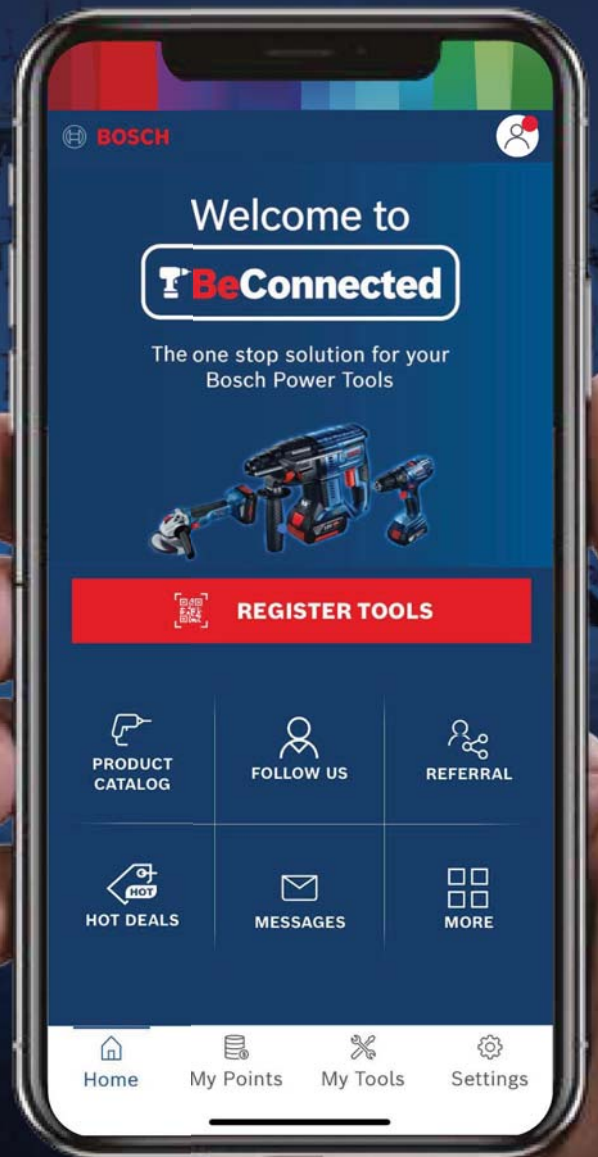 BOSCH
Welcome to
BeConnected
The one stop solution for your
Bosch Power Tools
REGISTER TOOLS
PRODUCT
CATALOG
FOLLOW US
REFERRAL
HOT
HOT DEALS
MESSAGES
MORE
Home
My Points
My Tools
Settings